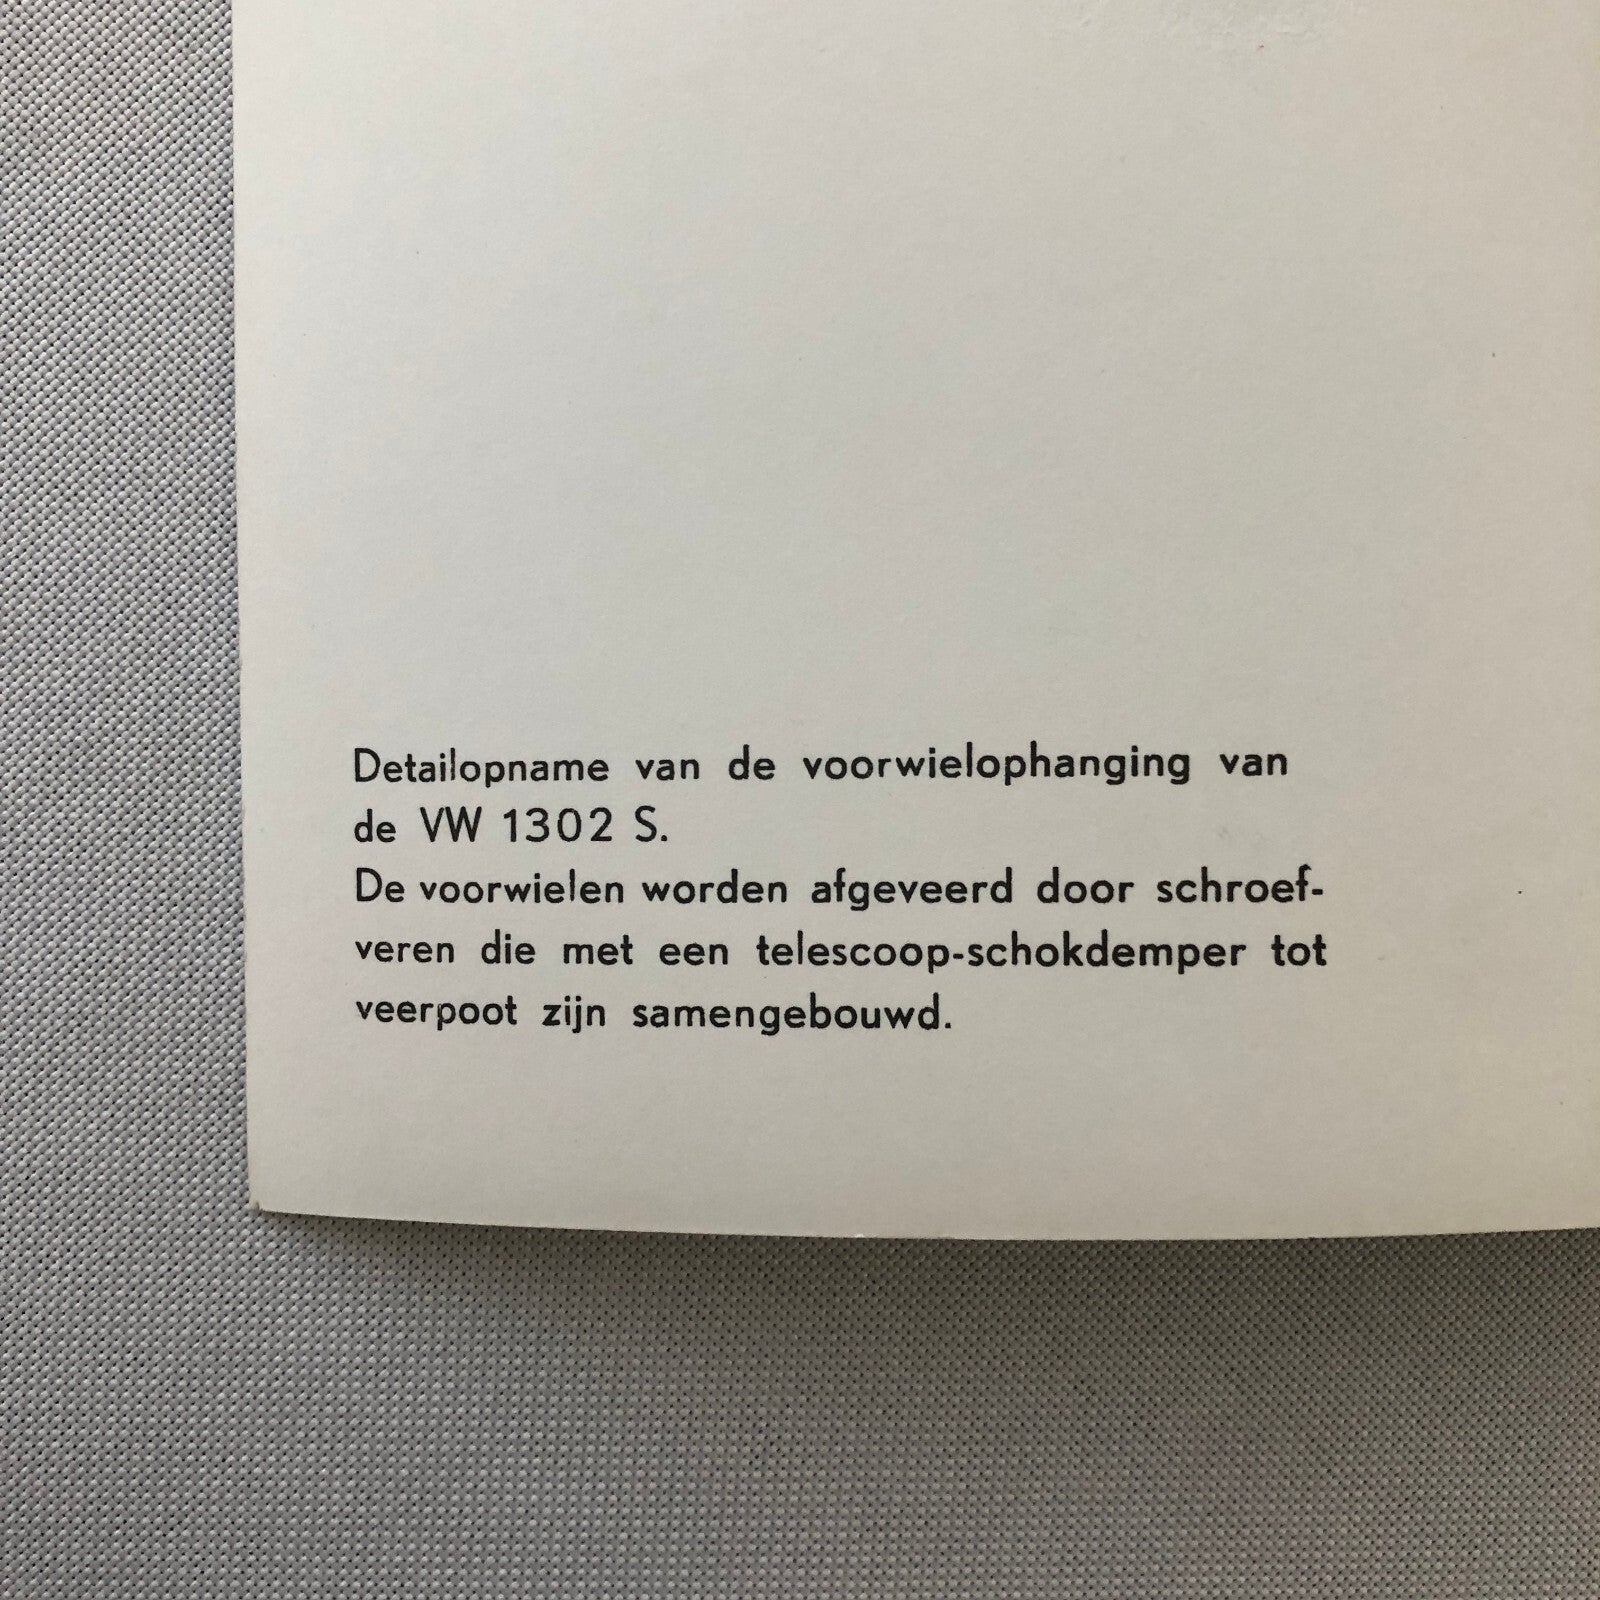 Detailopname van de voorwielophanging van
de VW 1302 S.
De voorwielen worden afgeveerd door schroef-
veren die met een telescoop-schokdemper tot
veerpoot zijn samengebouwd.